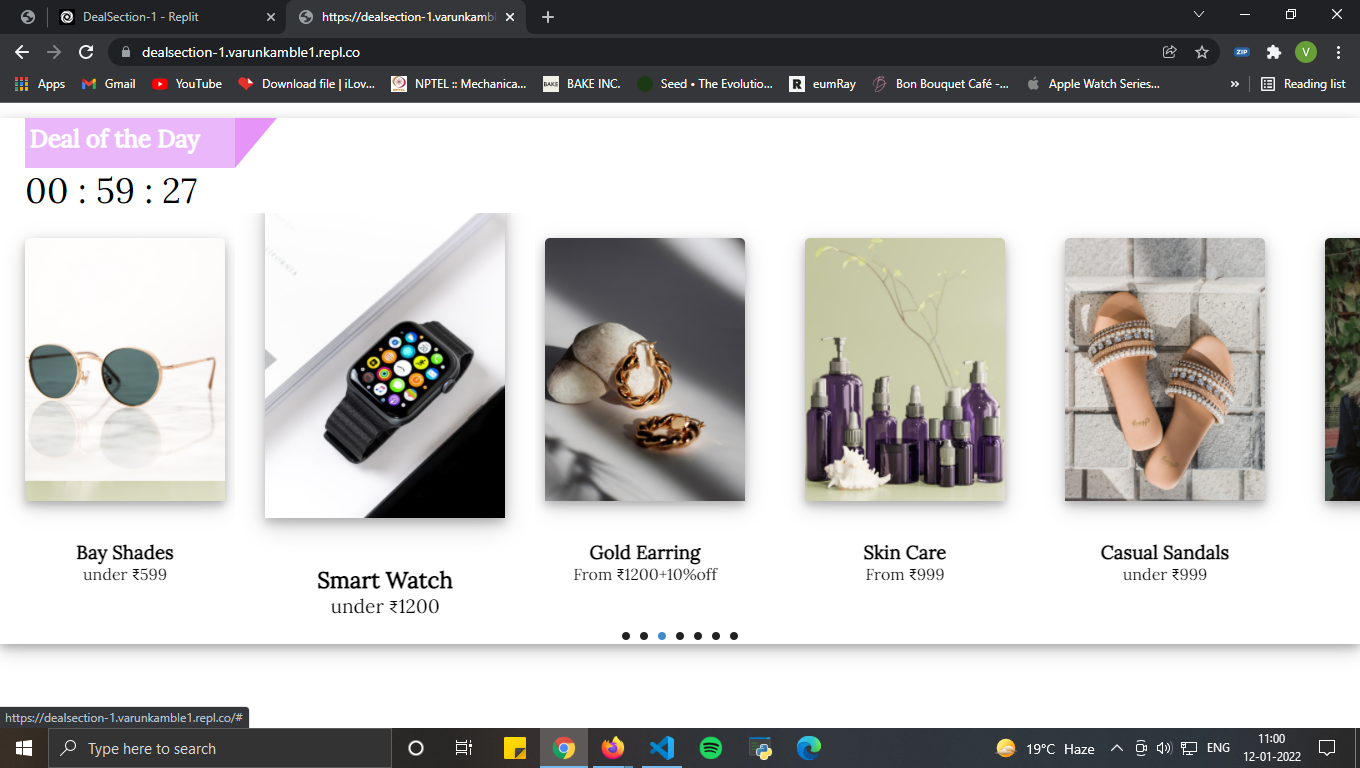 DealSection-1 - Replit
https://dealsection-1.varunkambl
dealsection-1.varunkamble1.repl.co
ZIP
V
Apps
Gmail
YouTube
Download file | iLov...
NPTEL :: Mechanica...
BAKE
BAKE INC.
Seed • The Evolutio...
R
eumRay
Bon Bouquet Café -...
Apple Watch Series...
»
Reading list
Deal of the Day
00 : 59 : 27
Bay Shades
under ₹599
Smart Watch
under ₹1200
Gold Earring
From ₹1200+10%off
Skin Care
From ₹999
Casual Sandals
under ₹999
https://dealsection-1.varunkamble1.repl.co/#
Type here to search
19°C Haze
ENG
11:00
12-01-2022